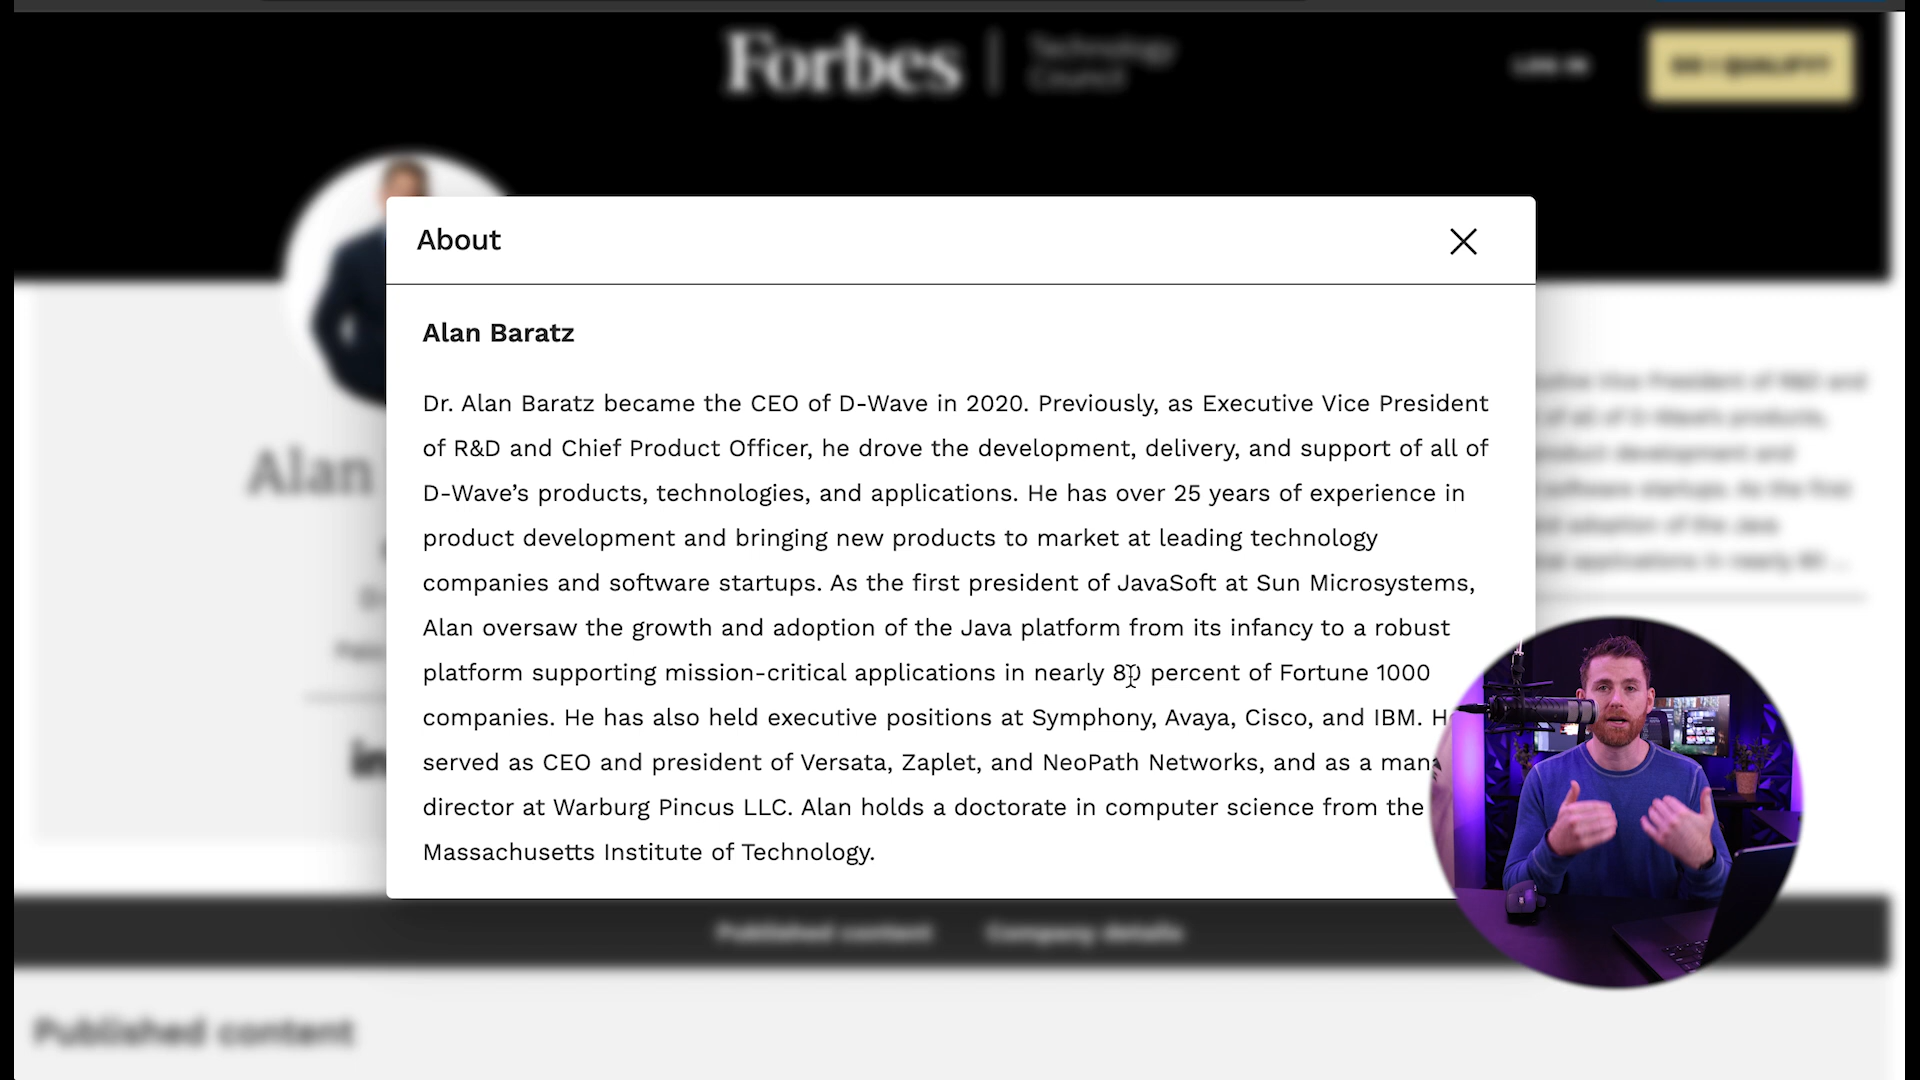 Forbes
Technology
Council
LOG IN
DO I QUALIFY?
About
Alan Baratz
Dr. Alan Baratz became the CEO of D-Wave in 2020. Previously, as Executive Vice President
of R&D and Chief Product Officer, he drove the development, delivery, and support of all of
D-Wave’s products, technologies, and applications. He has over 25 years of experience in
product development and bringing new products to market at leading technology
companies and software startups. As the first president of JavaSoft at Sun Microsystems,
Alan oversaw the growth and adoption of the Java platform from its infancy to a robust
platform supporting mission-critical applications in nearly 80 percent of Fortune 1000
companies. He has also held executive positions at Symphony, Avaya, Cisco, and IBM. H
served as CEO and president of Versata, Zaplet, and NeoPath Networks, and as a man
director at Warburg Pincus LLC. Alan holds a doctorate in computer science from the
Massachusetts Institute of Technology.
Alan
Published content
Company details
Published content